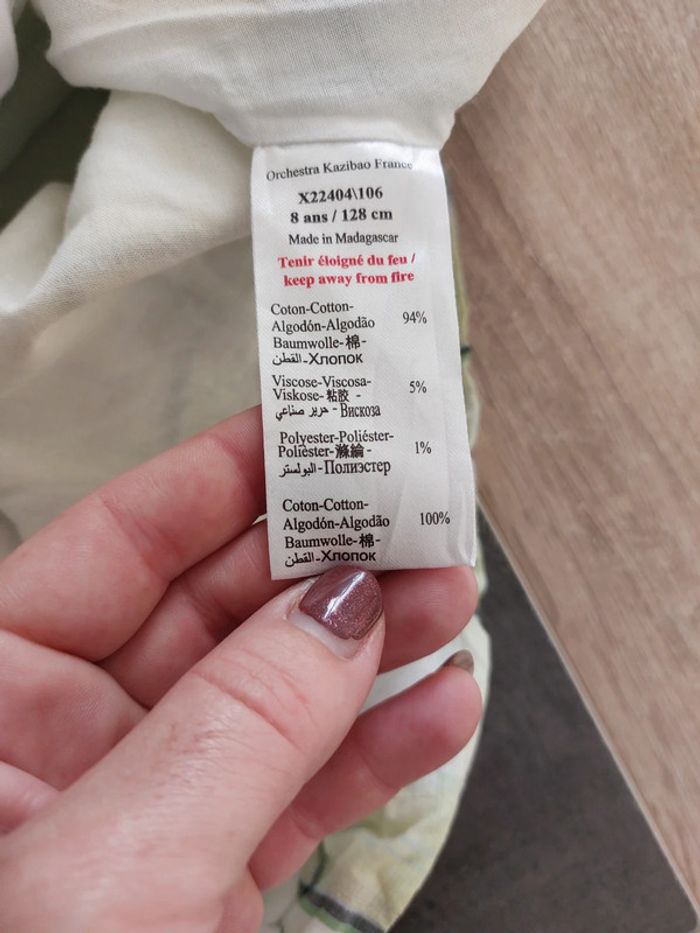 Orchestra Kazibao France
X22404\106
8 ans / 128 cm
Made in Madagascar
Tenir éloigné du feu /
keep away from fire
Coton-Cotton-
Algodón-Algodão 94%
Baumwolle-棉-
القطن-Хлопок
Viscose-Viscosa- 5%
Viskose-粘胶 -
حرير صناعي - Вискоза
Polyester-Poliéster-
Poliéster-滌綸 - 1%
البولستر-Полиэстер
Coton-Cotton-
Algodón-Algodão 100%
Baumwolle-棉-
القطن-Хлопок